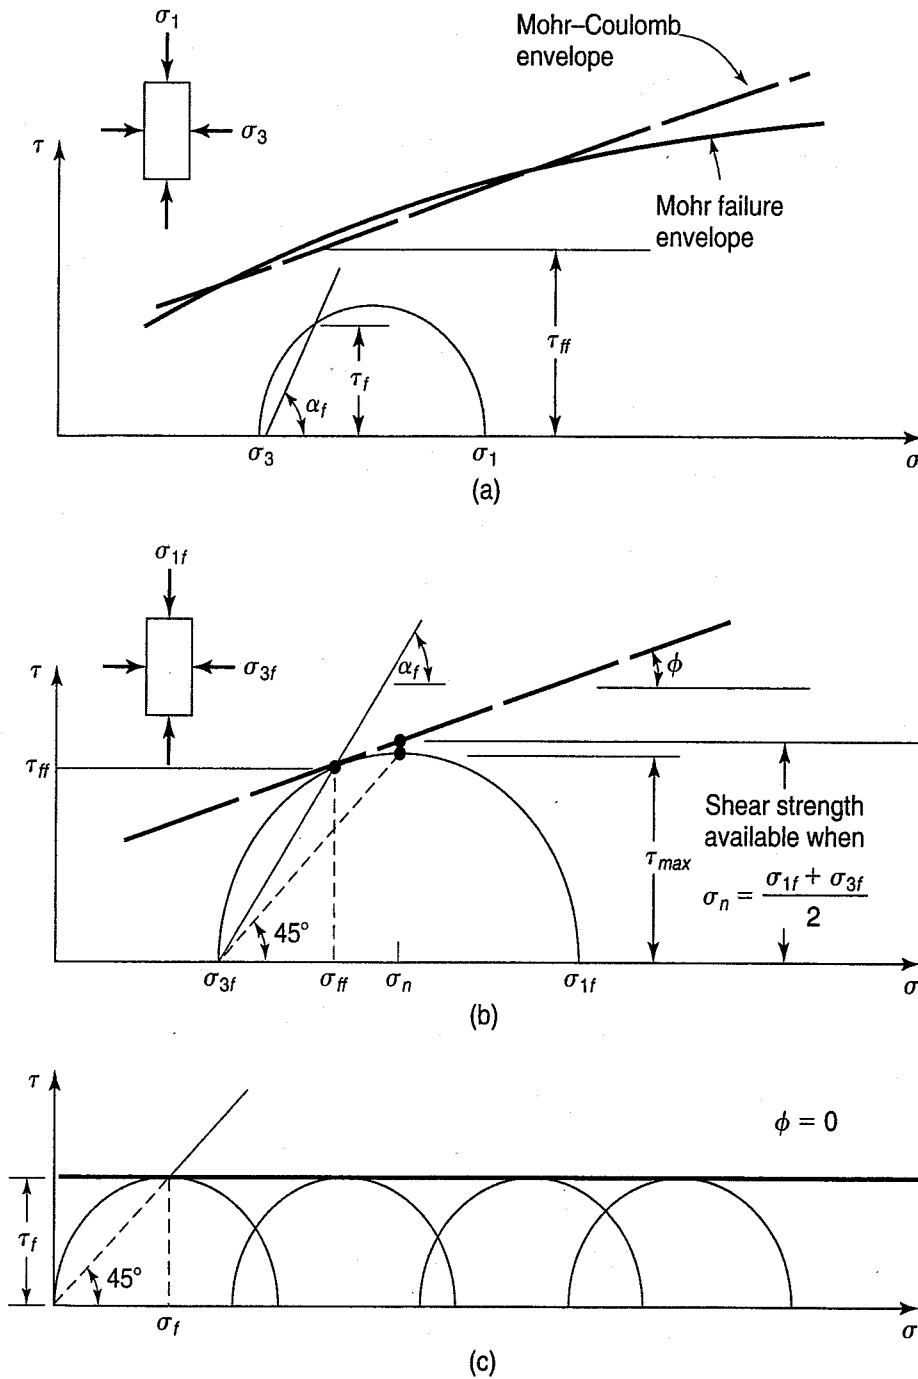 σ1
Mohr–Coulomb
envelope
σ3
τ
Mohr failure
envelope
τff
τf
αf
σ3
σ1
σ
(a)
σ1f
αf
σ3f
τ
ϕ
τff
Shear strength
available when
τmax
σn = σ1f + σ3f
2
45°
σ3f
σff
σn
σ1f
σ
(b)
τ
ϕ = 0
τf
45°
σf
σ
(c)